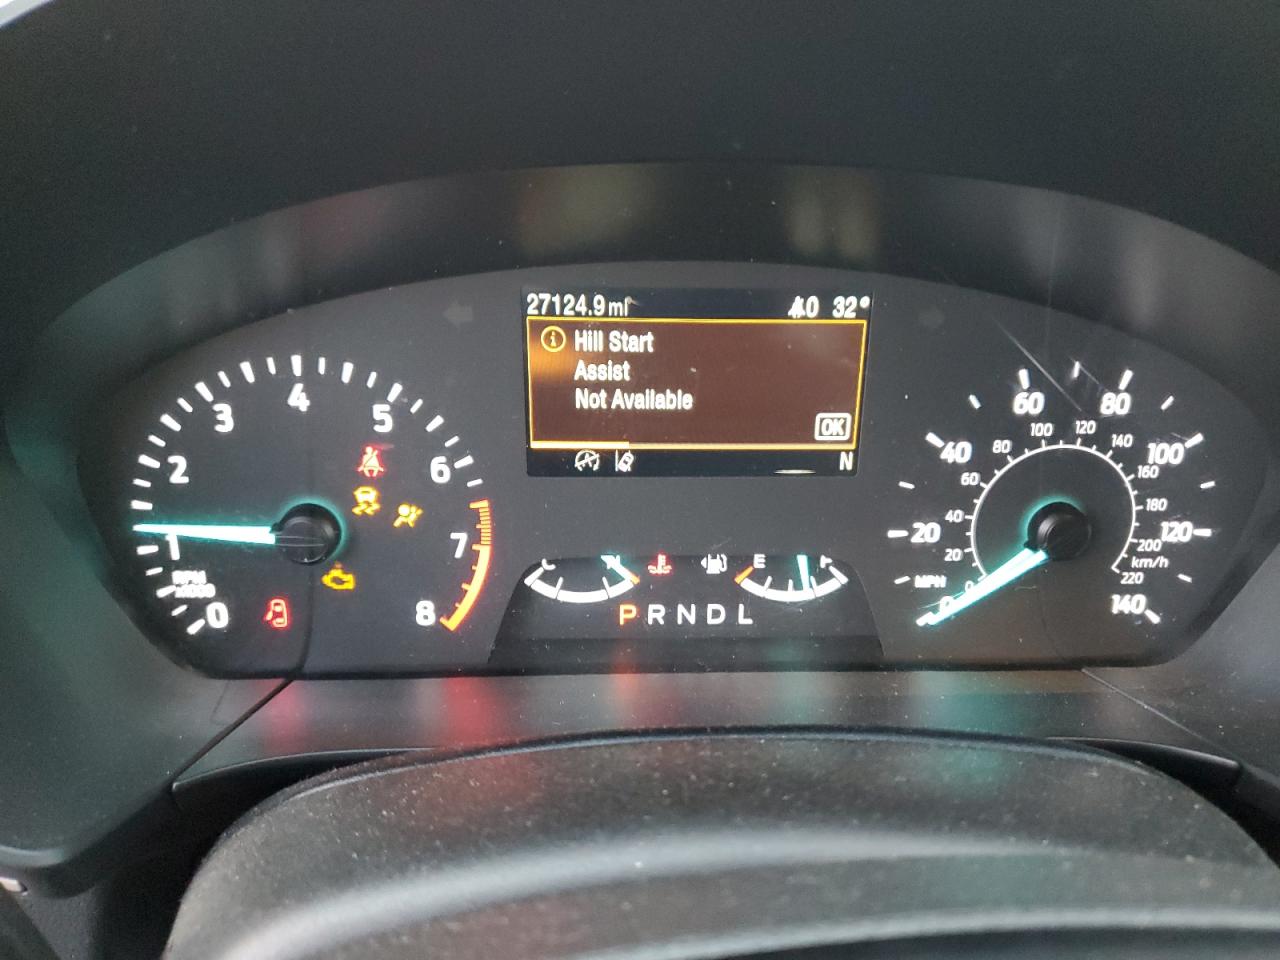 27124.9 mi 32°
i Hill Start
Assist
Not Available
OK
N
0 1 2 3 4 5 6 7 8
RPM
x1000
E F
P R N D L
0 20 40 60 80 100 120 140
MPH
0 20 40 60 80 100 120 140 160 180 200 220
km/h